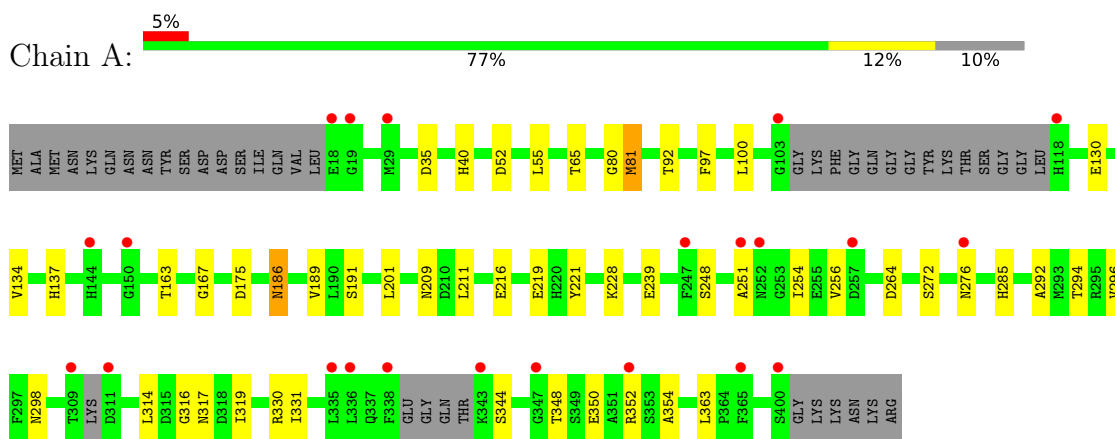 5%
Chain A:
77% 12% 10%
MET ALA MET ASN LYS GLN ASN ASN TYR SER ASP ASP SER ILE GLN VAL LEU E18 G19 M29 D35 H40 D52 L55 T65 G80 M81 T92 F97 L100 G103 GLY LYS PHE GLY GLN GLY GLY TYR LYS THR SER GLY GLY LEU H118 E130
V134 H137 H144 G150 T163 G167 D175 N186 V189 L190 S191 L201 N209 D210 L211 E216 E219 H220 Y221 K228 E239 F247 S248 A251 N252 G253 I254 E255 V256 D257 D264 S272 N276 H285 A292 M293 T294 R295
F297 N298 T309 LYS D311 L314 D315 G316 N317 D318 I319 R330 I331 L335 L336 Q337 F338 GLU GLY GLN THR K343 S344 G347 T348 S349 E350 A351 R352 S353 A354 L363 P364 F365 S400 GLY LYS LYS ASN LYS ARG